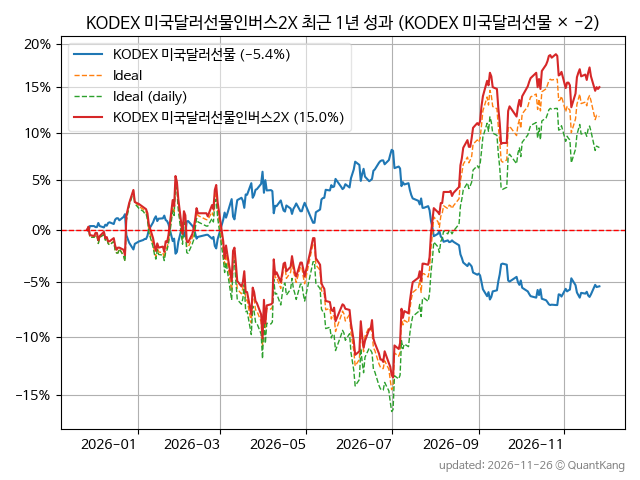 KODEX 미국달러선물인버스2X 최근 1년 성과 (KODEX 미국달러선물 × −2)
20%
15%
10%
5%
0%
−5%
−10%
−15%
KODEX 미국달러선물 (−5.4%)
Ideal
Ideal (daily)
KODEX 미국달러선물인버스2X (15.0%)
2026-01
2026-03
2026-05
2026-07
2026-09
2026-11
updated: 2026-11-26 © QuantKang